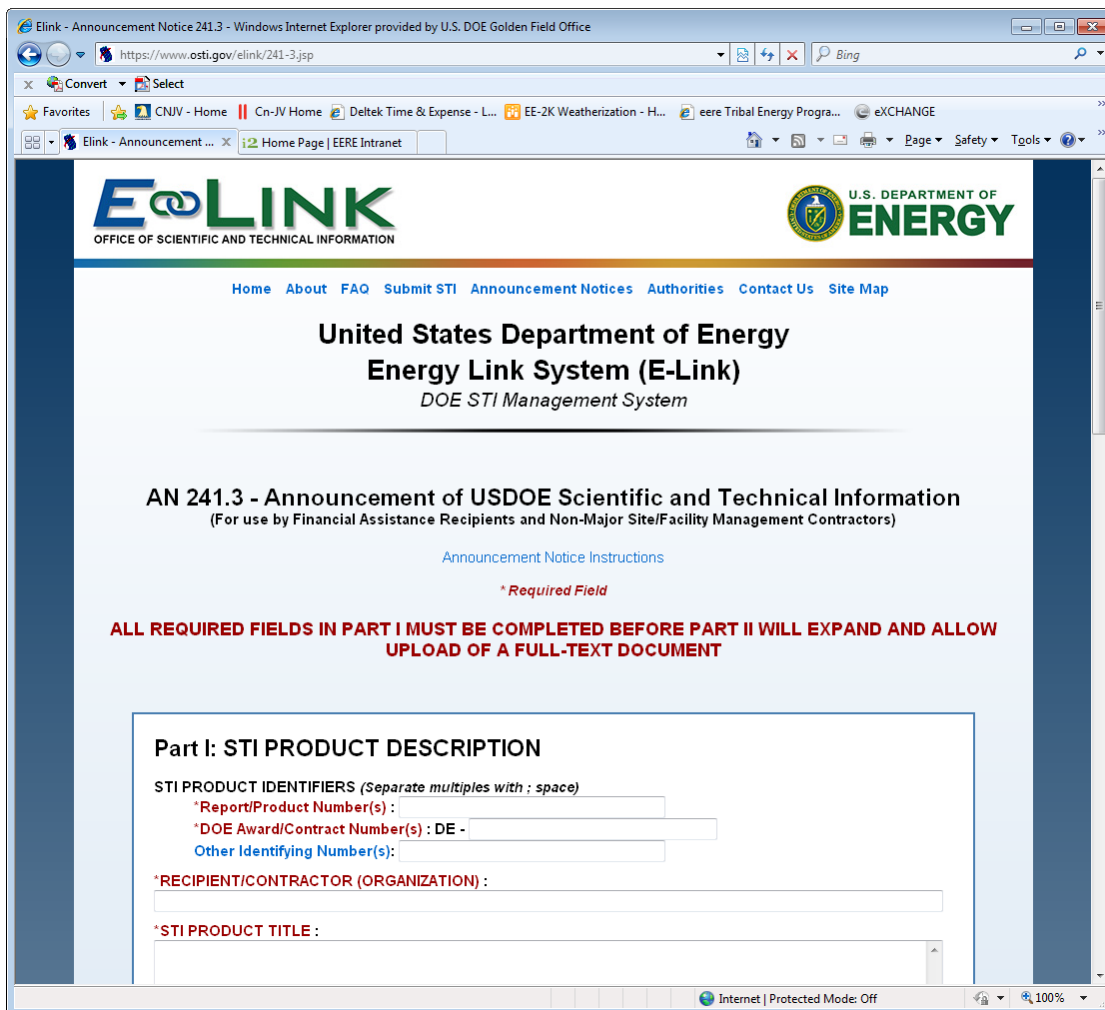 Elink - Announcement Notice 241.3 - Windows Internet Explorer provided by U.S. DOE Golden Field Office
https://www.osti.gov/elink/241-3.jsp
Bing
x Convert Select
Favorites CNJV - Home Cn-JV Home Deltek Time & Expense - L... EE-2K Weatherization - H... eere Tribal Energy Progra... eXCHANGE
Elink - Announcement ... X i2 Home Page | EERE Intranet Page Safety Tools
E LINK
OFFICE OF SCIENTIFIC AND TECHNICAL INFORMATION
U.S. DEPARTMENT OF
ENERGY
Home About FAQ Submit STI Announcement Notices Authorities Contact Us Site Map
United States Department of Energy
Energy Link System (E-Link)
DOE STI Management System
AN 241.3 - Announcement of USDOE Scientific and Technical Information
(For use by Financial Assistance Recipients and Non-Major Site/Facility Management Contractors)
Announcement Notice Instructions
* Required Field
ALL REQUIRED FIELDS IN PART I MUST BE COMPLETED BEFORE PART II WILL EXPAND AND ALLOW
UPLOAD OF A FULL-TEXT DOCUMENT
Part I: STI PRODUCT DESCRIPTION
STI PRODUCT IDENTIFIERS (Separate multiples with ; space)
*Report/Product Number(s) :
*DOE Award/Contract Number(s) : DE -
Other Identifying Number(s):
*RECIPIENT/CONTRACTOR (ORGANIZATION) :
*STI PRODUCT TITLE :
Internet | Protected Mode: Off 100%